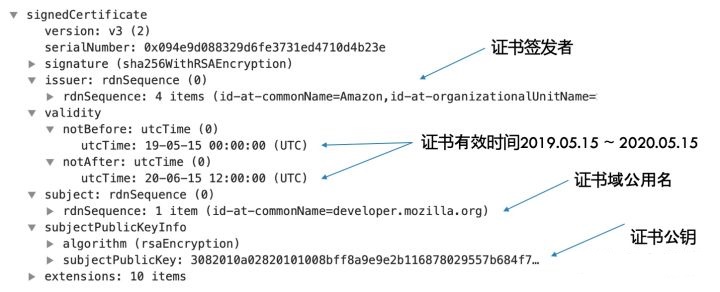 signedCertificate
version: v3 (2)
serialNumber: 0x094e9d088329d6fe3731ed4710d4b23e
signature (sha256WithRSAEncryption)
证书签发者
issuer: rdnSequence (0)
rdnSequence: 4 items (id-at-commonName=Amazon,id-at-organizationalUnitName=
validity
notBefore: utcTime (0)
utcTime: 19-05-15 00:00:00 (UTC)
证书有效时间2019.05.15 ~ 2020.05.15
notAfter: utcTime (0)
utcTime: 20-06-15 12:00:00 (UTC)
subject: rdnSequence (0)
证书域公用名
rdnSequence: 1 item (id-at-commonName=developer.mozilla.org)
subjectPublicKeyInfo
证书公钥
algorithm (rsaEncryption)
subjectPublicKey: 3082010a02820101008bff8a9e9e2b116878029557b684f7…
extensions: 10 items